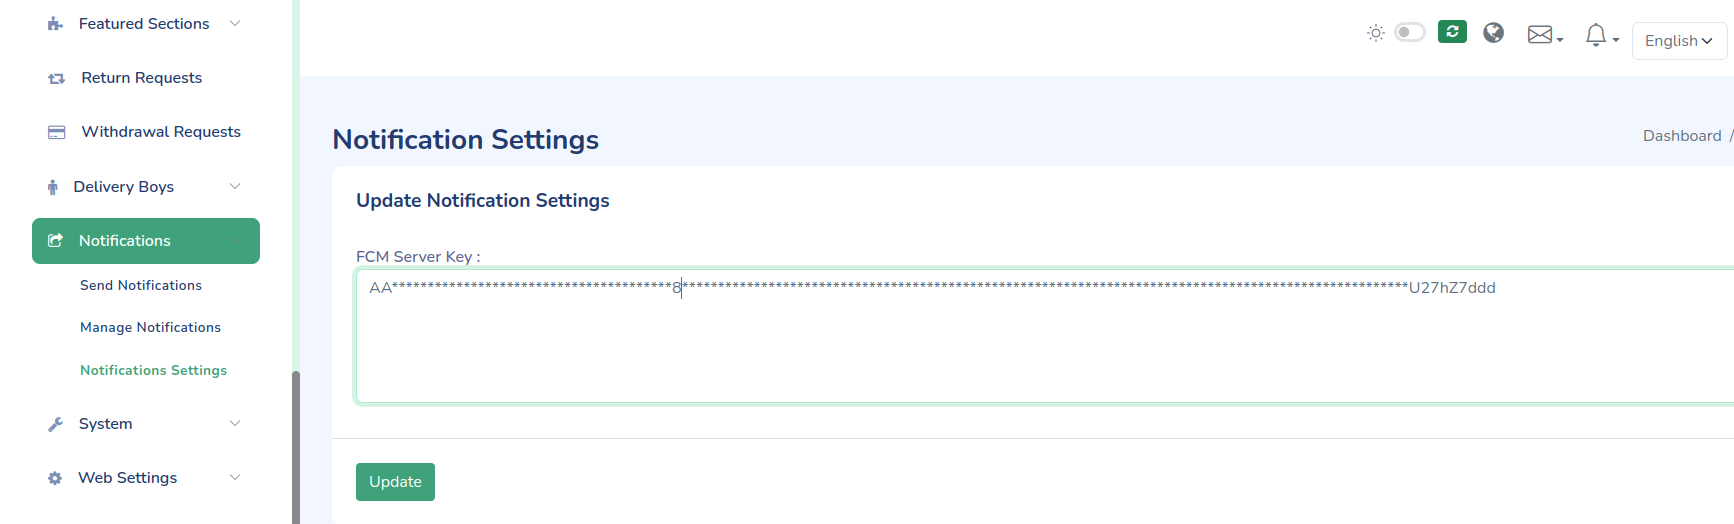 Featured Sections
Return Requests
Withdrawal Requests
Delivery Boys
Notifications
Send Notifications
Manage Notifications
Notifications Settings
System
Web Settings
English
Notification Settings
Dashboard /
Update Notification Settings
FCM Server Key :
AA***************************************8*****************************************************************************************************U27hZ7ddd
Update